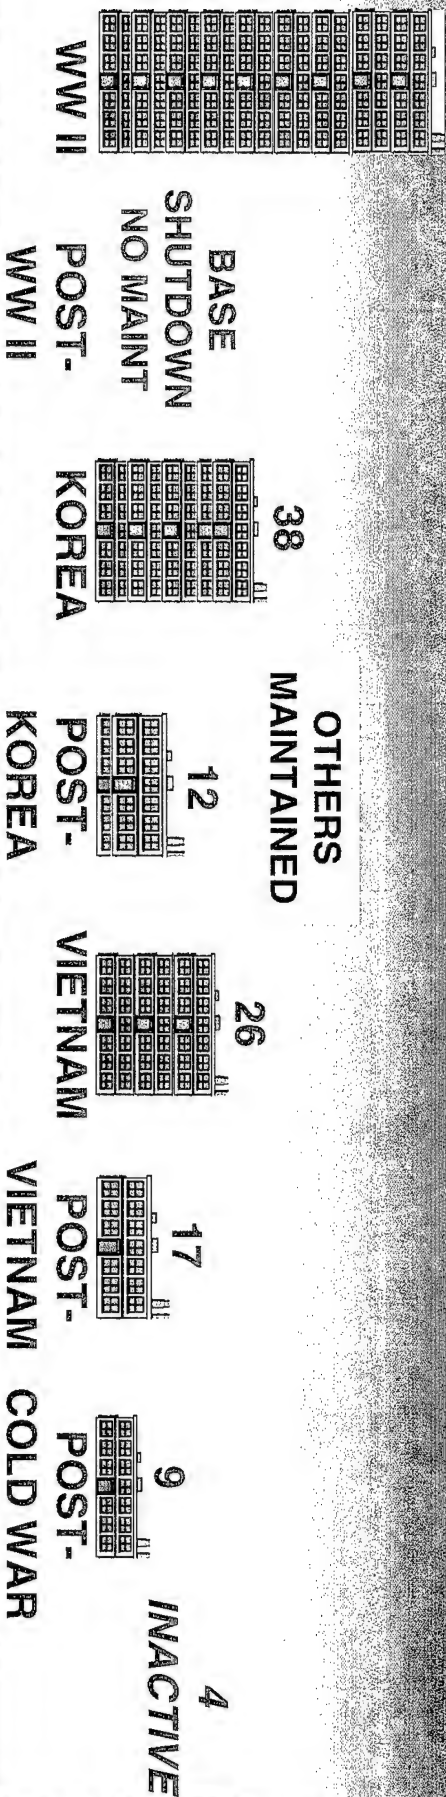 WW II
BASE
SHUTDOWN
NO MAINT
POST-
WW II
38
KOREA
OTHERS
MAINTAINED
12
POST-
KOREA
26
VIETNAM
17
POST-
VIETNAM
9
POST-
COLD WAR
4
INACTIVE